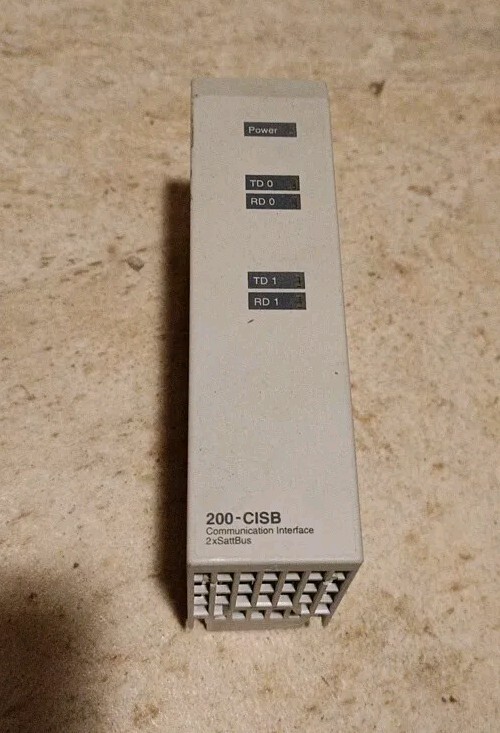 Power
TD 0
RD 0
TD 1
RD 1
200-CISB
Communication Interface
2xSattBus